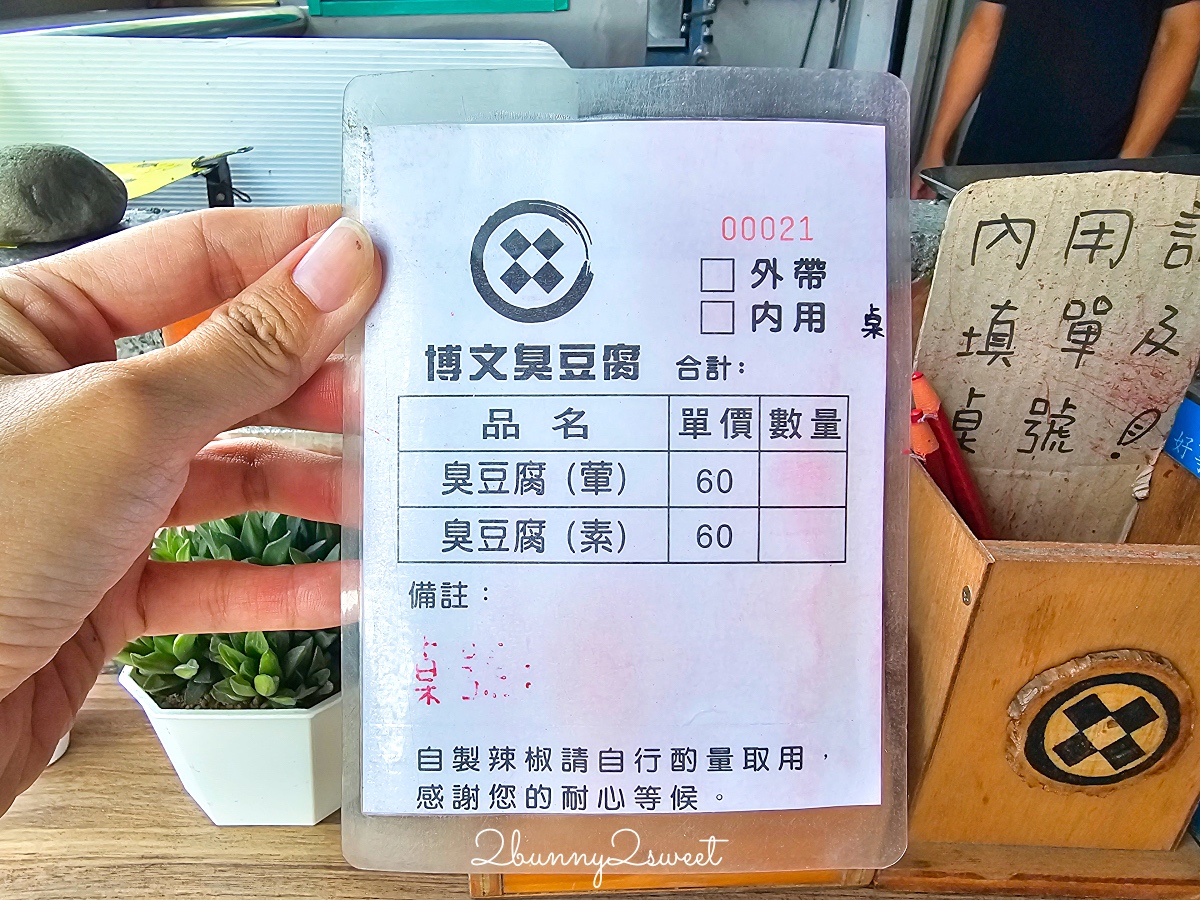 00021
□ 外帶
□ 內用 桌
博文臭豆腐 合計:
品 名 單價 數量
臭豆腐 (葷) 60
臭豆腐 (素) 60
備註：
自製辣椒請自行酌量取用，
感謝您的耐心等候。
內用
填單及
桌號!
好
2bunny2sweet